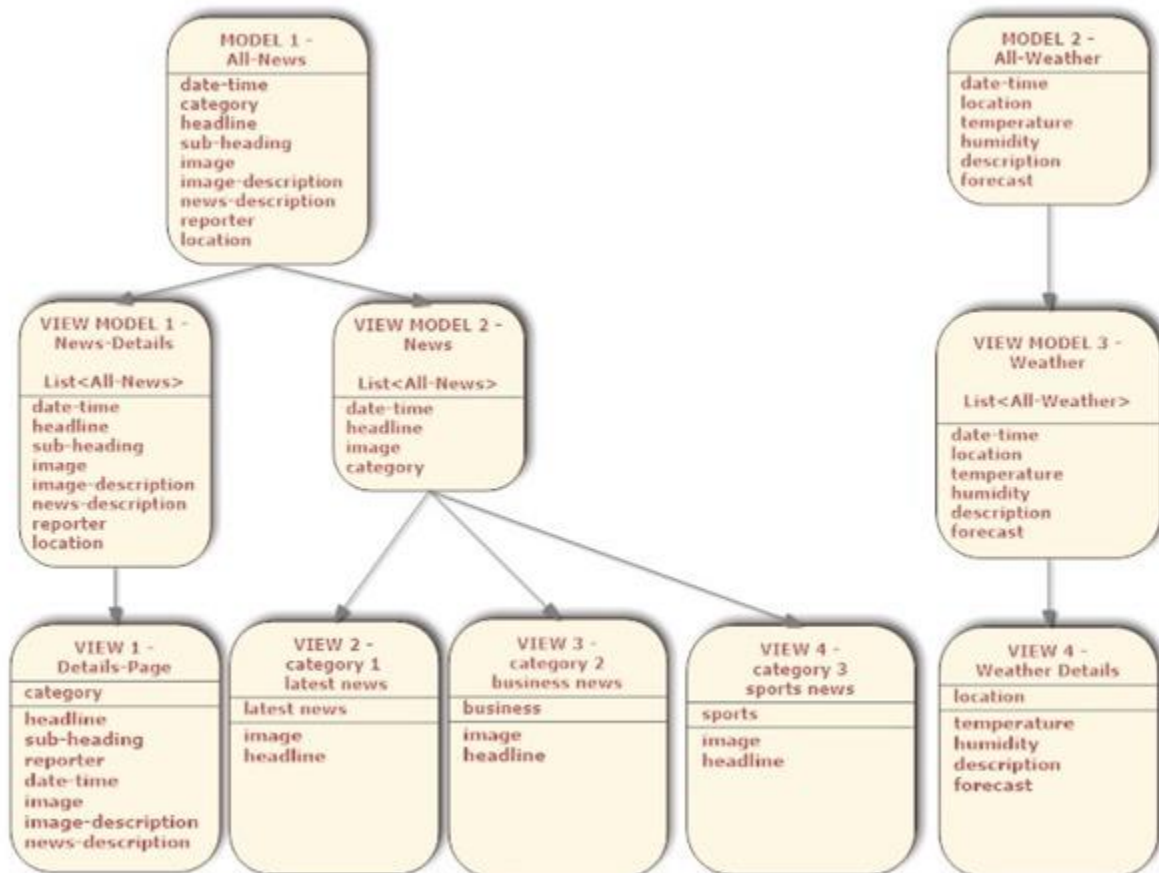 MODEL 1 -
All-News
date-time
category
headline
sub-heading
image
image-description
news-description
reporter
location
MODEL 2 -
All-Weather
date-time
location
temperature
humidity
description
forecast
VIEW MODEL 1 -
News-Details
List<All-News>
date-time
headline
sub-heading
image
image-description
news-description
reporter
location
VIEW MODEL 2 -
News
List<All-News>
date-time
headline
image
category
VIEW MODEL 3 -
Weather
List<All-Weather>
date-time
location
temperature
humidity
description
forecast
VIEW 1 -
Details-Page
category
headline
sub-heading
reporter
date-time
image
image-description
news-description
VIEW 2 -
category 1
latest news
latest news
image
headline
VIEW 3 -
category 2
business news
business
image
headline
VIEW 4 -
category 3
sports news
sports
image
headline
VIEW 4 -
Weather Details
location
temperature
humidity
description
forecast